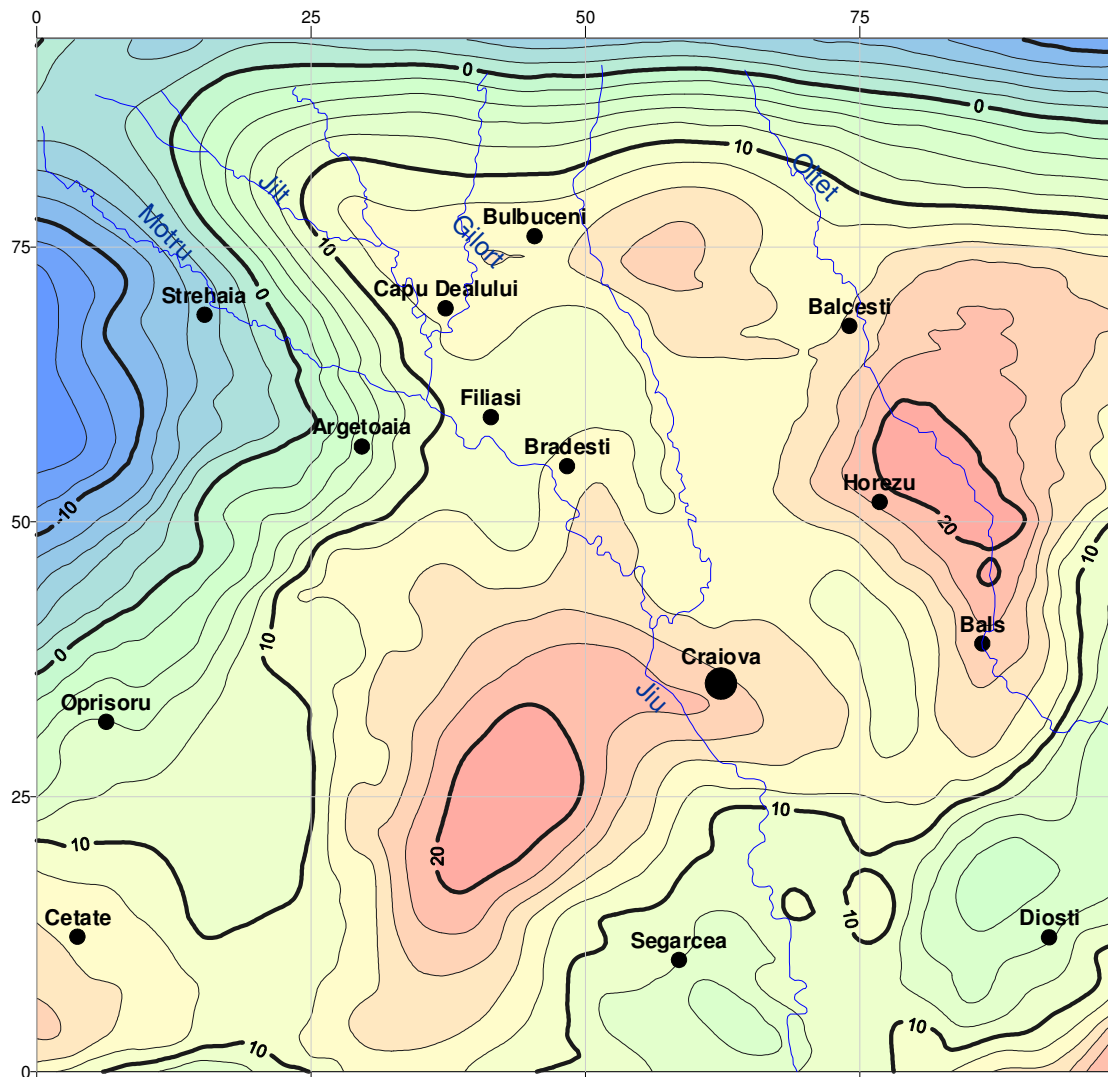 0 25 50 75
0
0
10
Oltet
Jilt
Bulbuceni
Motru
Gilort
75
10
Strehaia
0
Capu Dealului
Balcesti
Filiasi
Argetoaia
Bradesti
Horezu
-10
50
20
10
Bals
10
0
Craiova
Oprisoru
Jiu
25
10
10
20
Cetate
10
Diosti
Segarcea
10
10
0